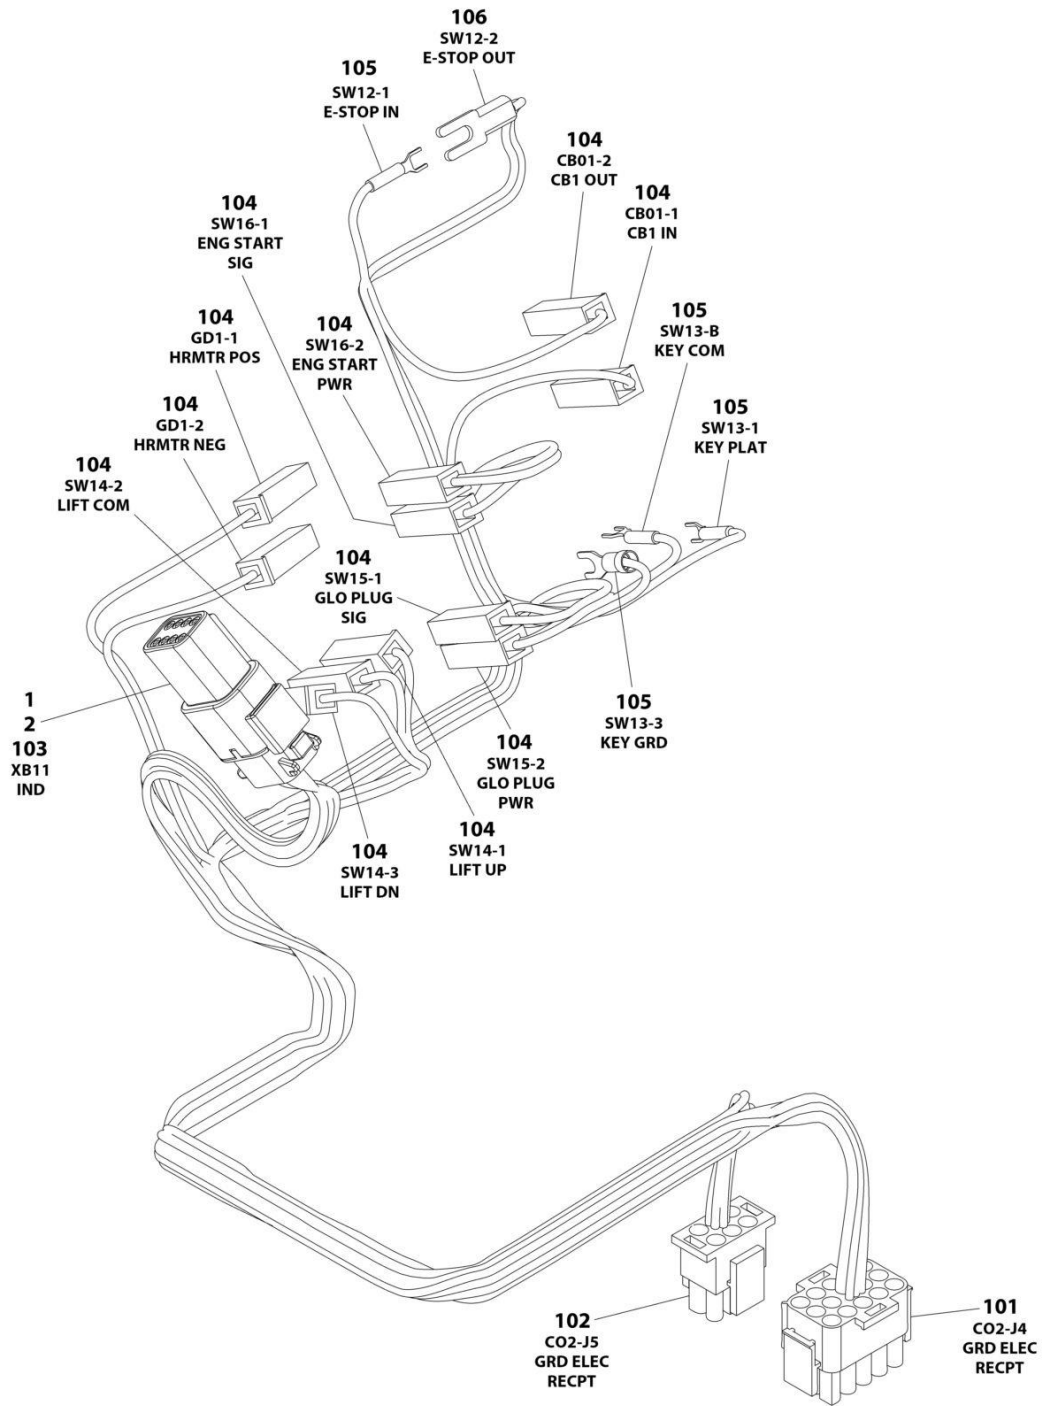 106
SW12-2
E-STOP OUT
105
SW12-1
E-STOP IN
104
CB01-2
CB1 OUT
104
CB01-1
CB1 IN
104
SW16-1
ENG START
SIG
104
GD1-1
HRMTR POS
104
SW16-2
ENG START
PWR
105
SW13-B
KEY COM
105
SW13-1
KEY PLAT
104
GD1-2
HRMTR NEG
104
SW14-2
LIFT COM
104
SW15-1
GLO PLUG
SIG
1
2
103
XB11
IND
105
SW13-3
KEY GRD
104
SW15-2
GLO PLUG
PWR
104
SW14-1
LIFT UP
104
SW14-3
LIFT DN
102
CO2-J5
GRD ELEC
RECPT
101
CO2-J4
GRD ELEC
RECPT